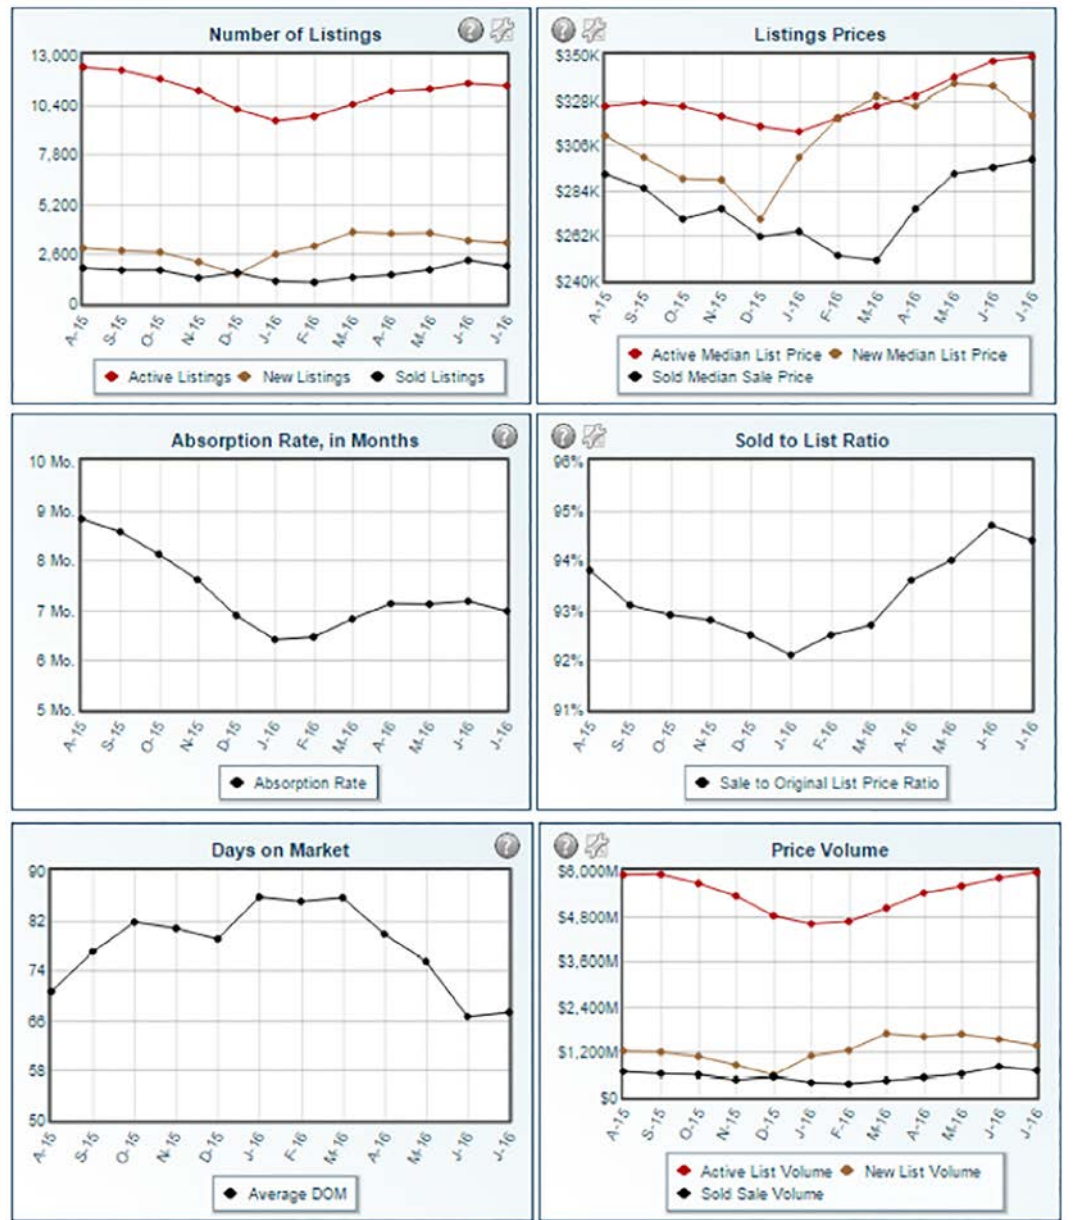 Number of Listings
?
13,000
10,400
7,800
5,200
2,600
0
A-15 S-15 O-15 N-15 D-15 J-16 F-16 M-16 A-16 M-16 J-16 J-16
Active Listings New Listings Sold Listings
?
Listings Prices
$350K
$328K
$306K
$284K
$262K
$240K
A-15 S-15 O-15 N-15 D-15 J-16 F-16 M-16 A-16 M-16 J-16 J-16
Active Median List Price New Median List Price
Sold Median Sale Price
Absorption Rate, in Months
?
10 Mo.
9 Mo.
8 Mo.
7 Mo.
6 Mo.
5 Mo.
A-15 S-15 O-15 N-15 D-15 J-16 F-16 M-16 A-16 M-16 J-16 J-16
Absorption Rate
?
Sold to List Ratio
96%
95%
94%
93%
92%
91%
A-15 S-15 O-15 N-15 D-15 J-16 F-16 M-16 A-16 M-16 J-16 J-16
Sale to Original List Price Ratio
Days on Market
?
90
82
74
66
58
50
A-15 S-15 O-15 N-15 D-15 J-16 F-16 M-16 A-16 M-16 J-16 J-16
Average DOM
?
Price Volume
$6,000M
$4,800M
$3,600M
$2,400M
$1,200M
$0
A-15 S-15 O-15 N-15 D-15 J-16 F-16 M-16 A-16 M-16 J-16 J-16
Active List Volume New List Volume
Sold Sale Volume